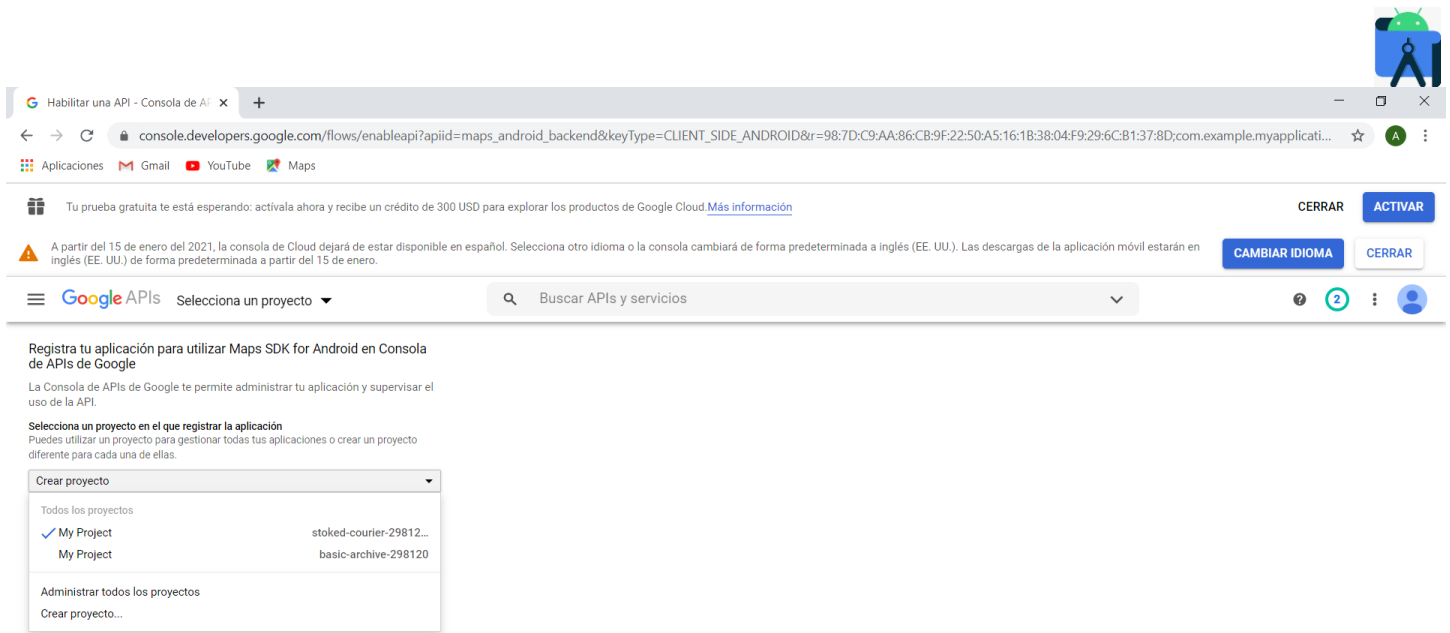 Habilitar una API - Consola de AP
console.developers.google.com/flows/enableapi?apiid=maps_android_backend&keyType=CLIENT_SIDE_ANDROID&r=98:7D:C9:AA:86:CB:9F:22:50:A5:16:1B:38:04:F9:29:6C:B1:37:8D;com.example.myapplicati...
A
Aplicaciones Gmail YouTube Maps
Tu prueba gratuita te está esperando: actívala ahora y recibe un crédito de 300 USD para explorar los productos de Google Cloud.Más información
CERRAR ACTIVAR
A partir del 15 de enero del 2021, la consola de Cloud dejará de estar disponible en español. Selecciona otro idioma o la consola cambiará de forma predeterminada a inglés (EE. UU.). Las descargas de la aplicación móvil estarán en
inglés (EE. UU.) de forma predeterminada a partir del 15 de enero.
CAMBIAR IDIOMA CERRAR
Google APIs Selecciona un proyecto Buscar APIs y servicios 2
Registra tu aplicación para utilizar Maps SDK for Android en Consola
de APIs de Google
La Consola de APIs de Google te permite administrar tu aplicación y supervisar el
uso de la API.
Selecciona un proyecto en el que registrar la aplicación
Puedes utilizar un proyecto para gestionar todas tus aplicaciones o crear un proyecto
diferente para cada una de ellas.
Crear proyecto
Todos los proyectos
My Project stoked-courier-29812...
My Project basic-archive-298120
Administrar todos los proyectos
Crear proyecto...